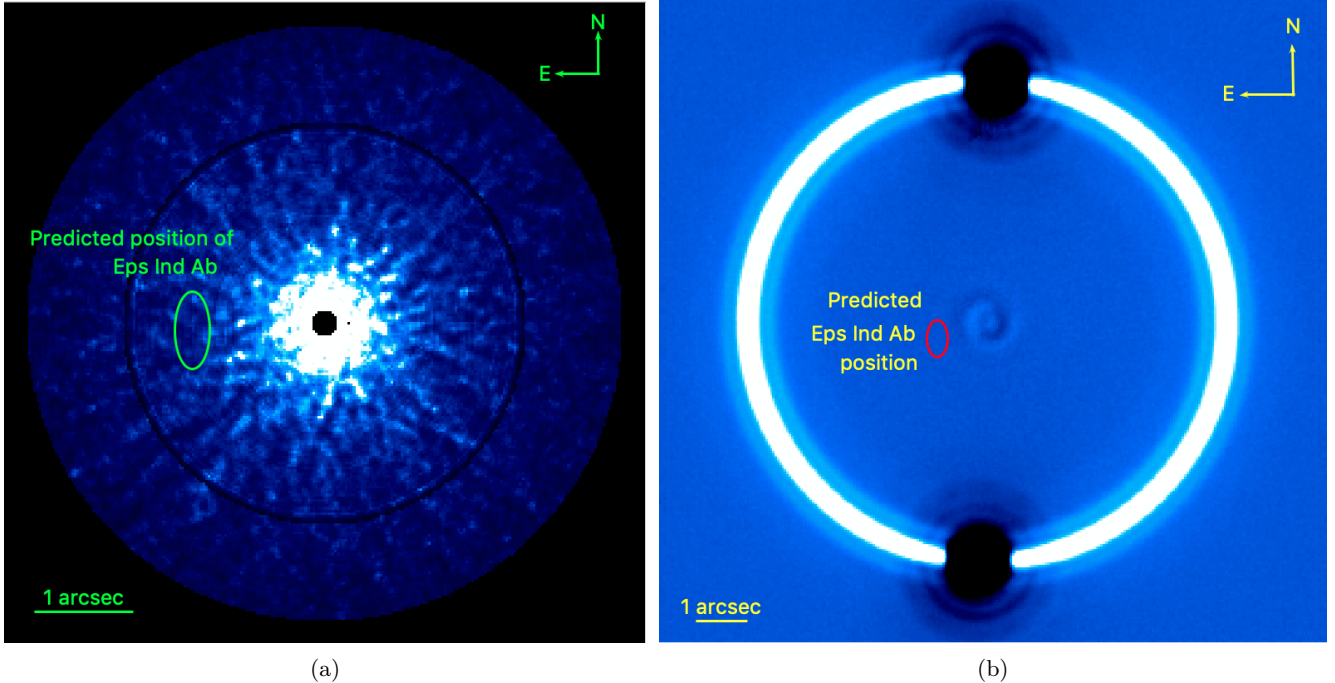 N
E
Predicted position of
Eps Ind Ab
1 arcsec
(a)
N
E
Predicted
Eps Ind Ab
position
1 arcsec
(b)